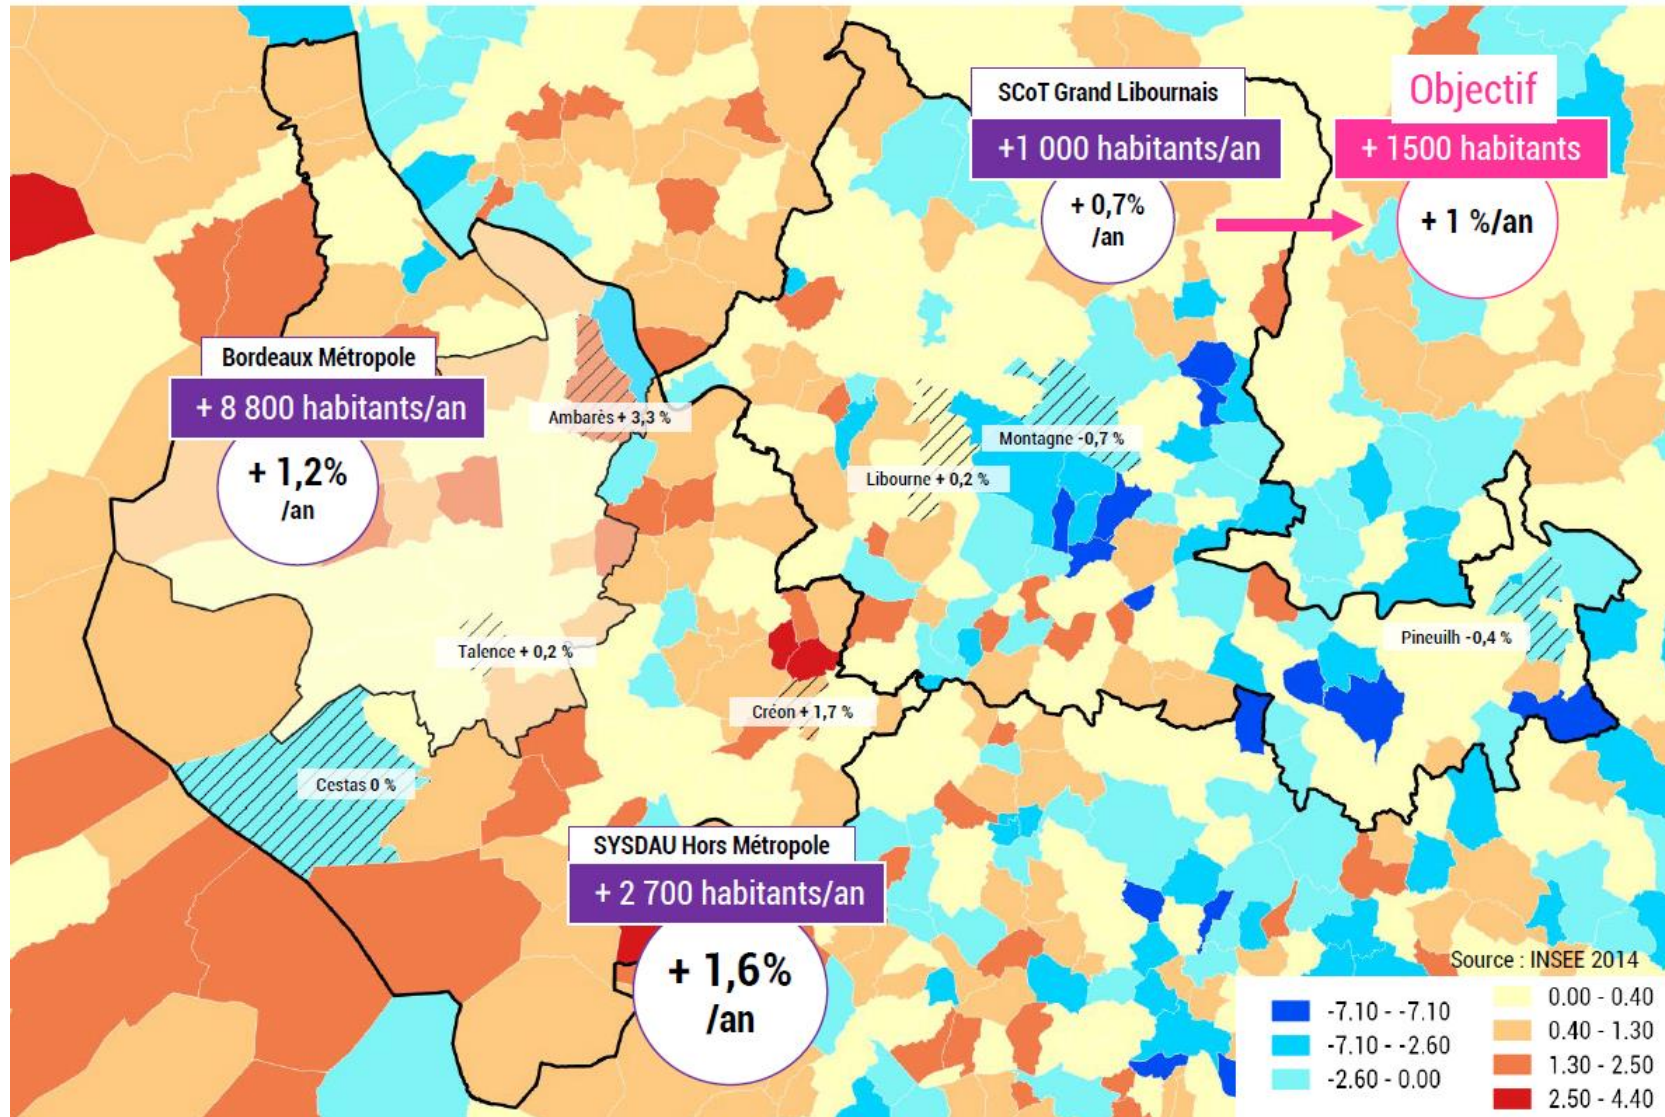 SCoT Grand Libournais
+1 000 habitants/an
+ 0,7%
/an
Objectif
+ 1500 habitants
+ 1 %/an
Bordeaux Métropole
+ 8 800 habitants/an
+ 1,2%
/an
Ambarès + 3,3 %
Montagne -0,7 %
Libourne + 0,2 %
Talence + 0,2 %
Pineuilh -0,4 %
Créon + 1,7 %
Cestas 0 %
SYSDAU Hors Métropole
+ 2 700 habitants/an
+ 1,6%
/an
Source : INSEE 2014
-7.10 - -7.10
-7.10 - -2.60
-2.60 - 0.00
0.00 - 0.40
0.40 - 1.30
1.30 - 2.50
2.50 - 4.40